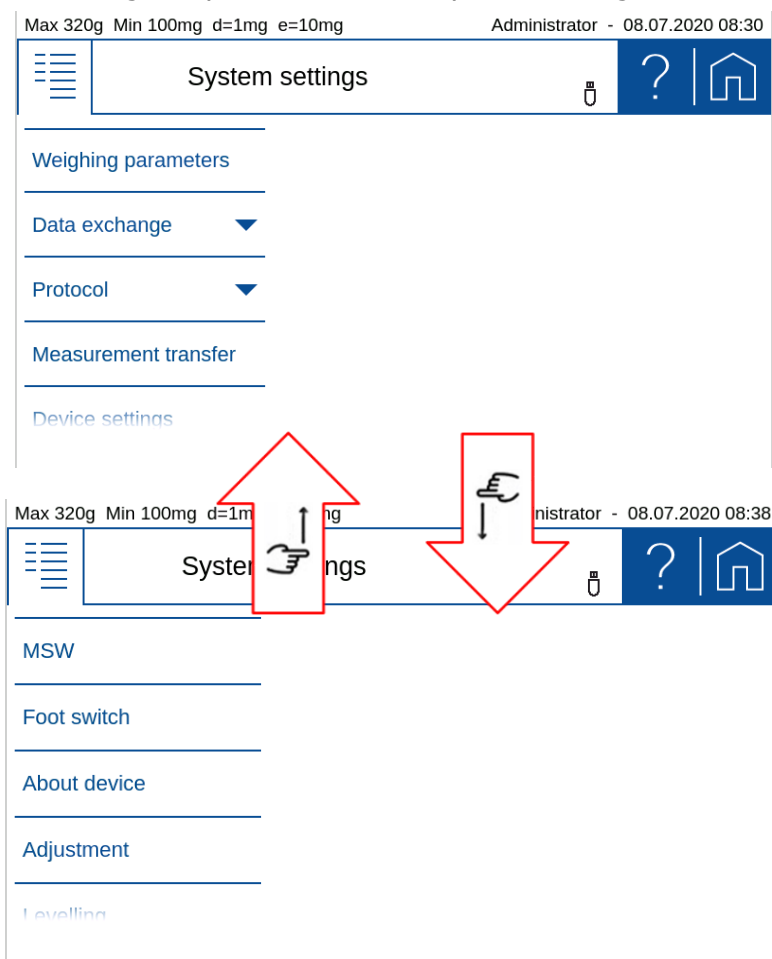 Max 320g Min 100mg d=1mg e=10mg Administrator - 08.07.2020 08:30
System settings ?
Weighing parameters
Data exchange
Protocol
Measurement transfer
Device settings
Max 320g Min 100mg d=1m ng nistrator - 08.07.2020 08:38
Syste ngs ?
MSW
Foot switch
About device
Adjustment
Levelling